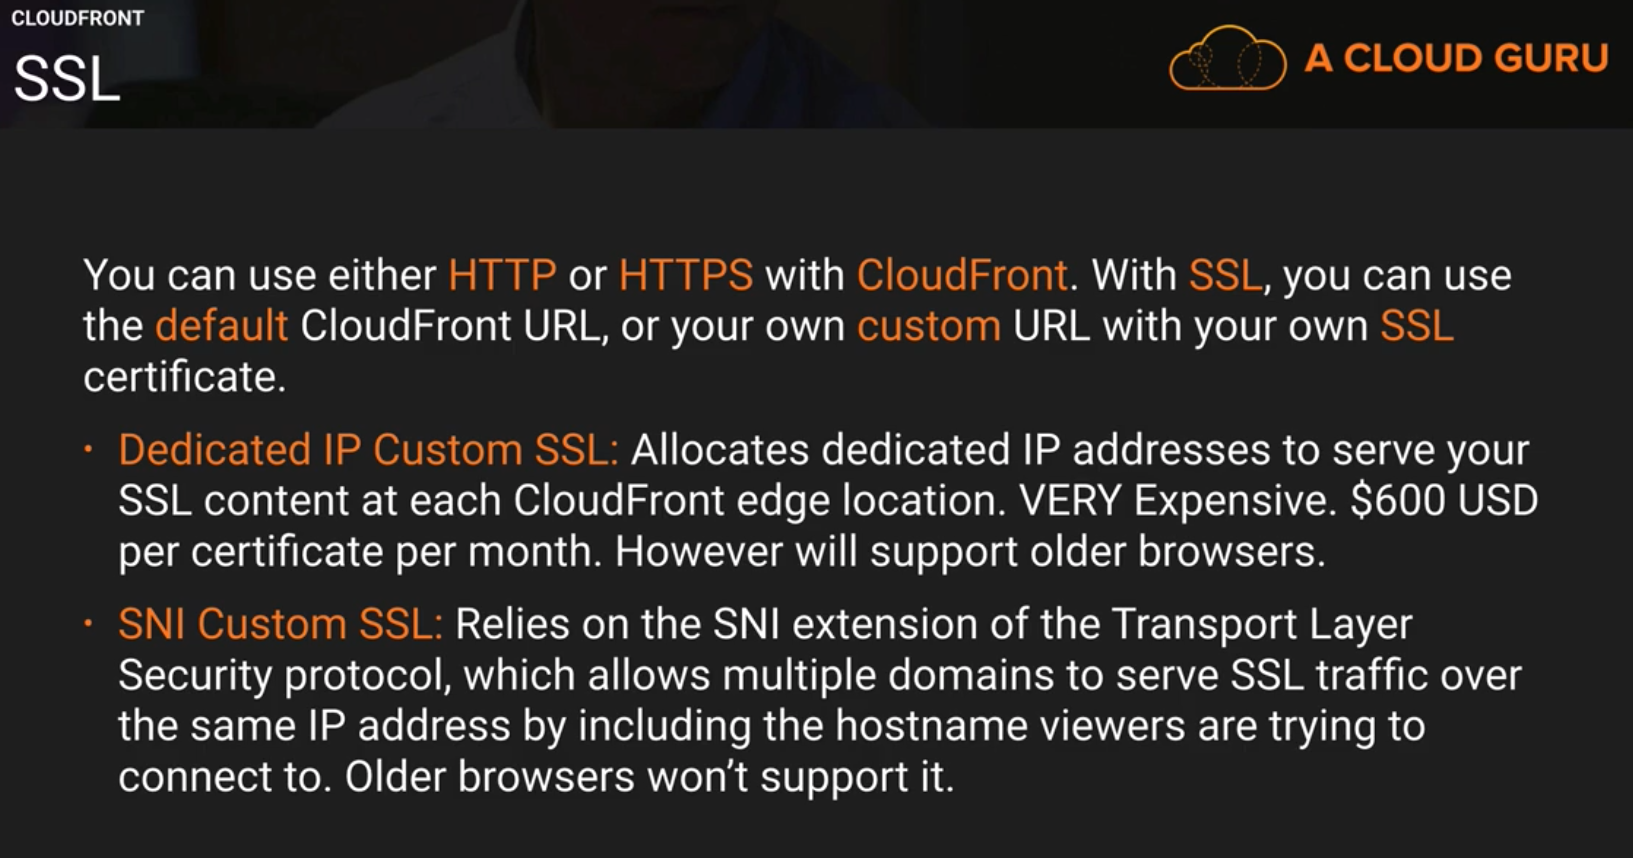 CLOUDFRONT
SSL
A CLOUD GURU
You can use either HTTP or HTTPS with CloudFront. With SSL, you can use
the default CloudFront URL, or your own custom URL with your own SSL
certificate.
· Dedicated IP Custom SSL: Allocates dedicated IP addresses to serve your
SSL content at each CloudFront edge location. VERY Expensive. $600 USD
per certificate per month. However will support older browsers.
· SNI Custom SSL: Relies on the SNI extension of the Transport Layer
Security protocol, which allows multiple domains to serve SSL traffic over
the same IP address by including the hostname viewers are trying to
connect to. Older browsers won’t support it.